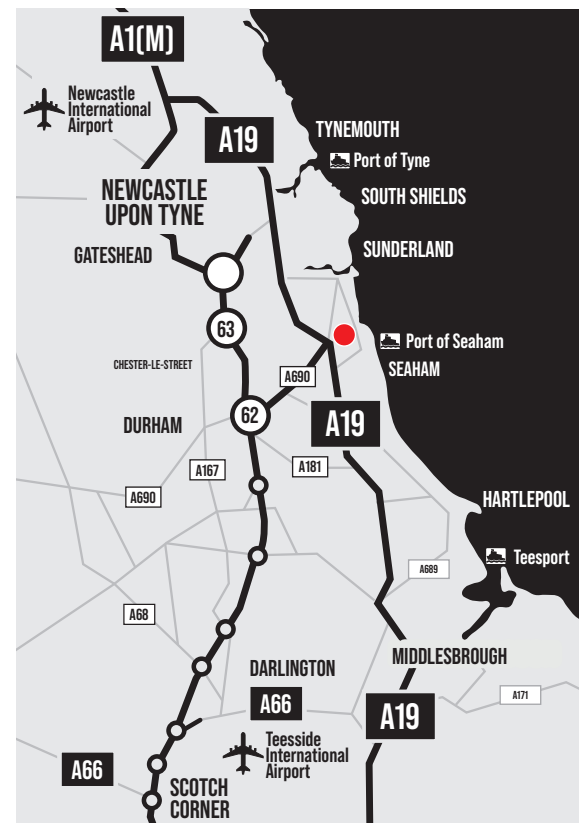 A1(M)
Newcastle
International
Airport
A19
TYNEMOUTH
Port of Tyne
NEWCASTLE
UPON TYNE
SOUTH SHIELDS
GATESHEAD
SUNDERLAND
63
Port of Seaham
CHESTER-LE-STREET
SEAHAM
A690
62
A19
DURHAM
A167
A181
A690
HARTLEPOOL
Teesport
A689
A68
MIDDLESBROUGH
DARLINGTON
A66
A171
A19
Teesside
International
Airport
A66
SCOTCH
CORNER